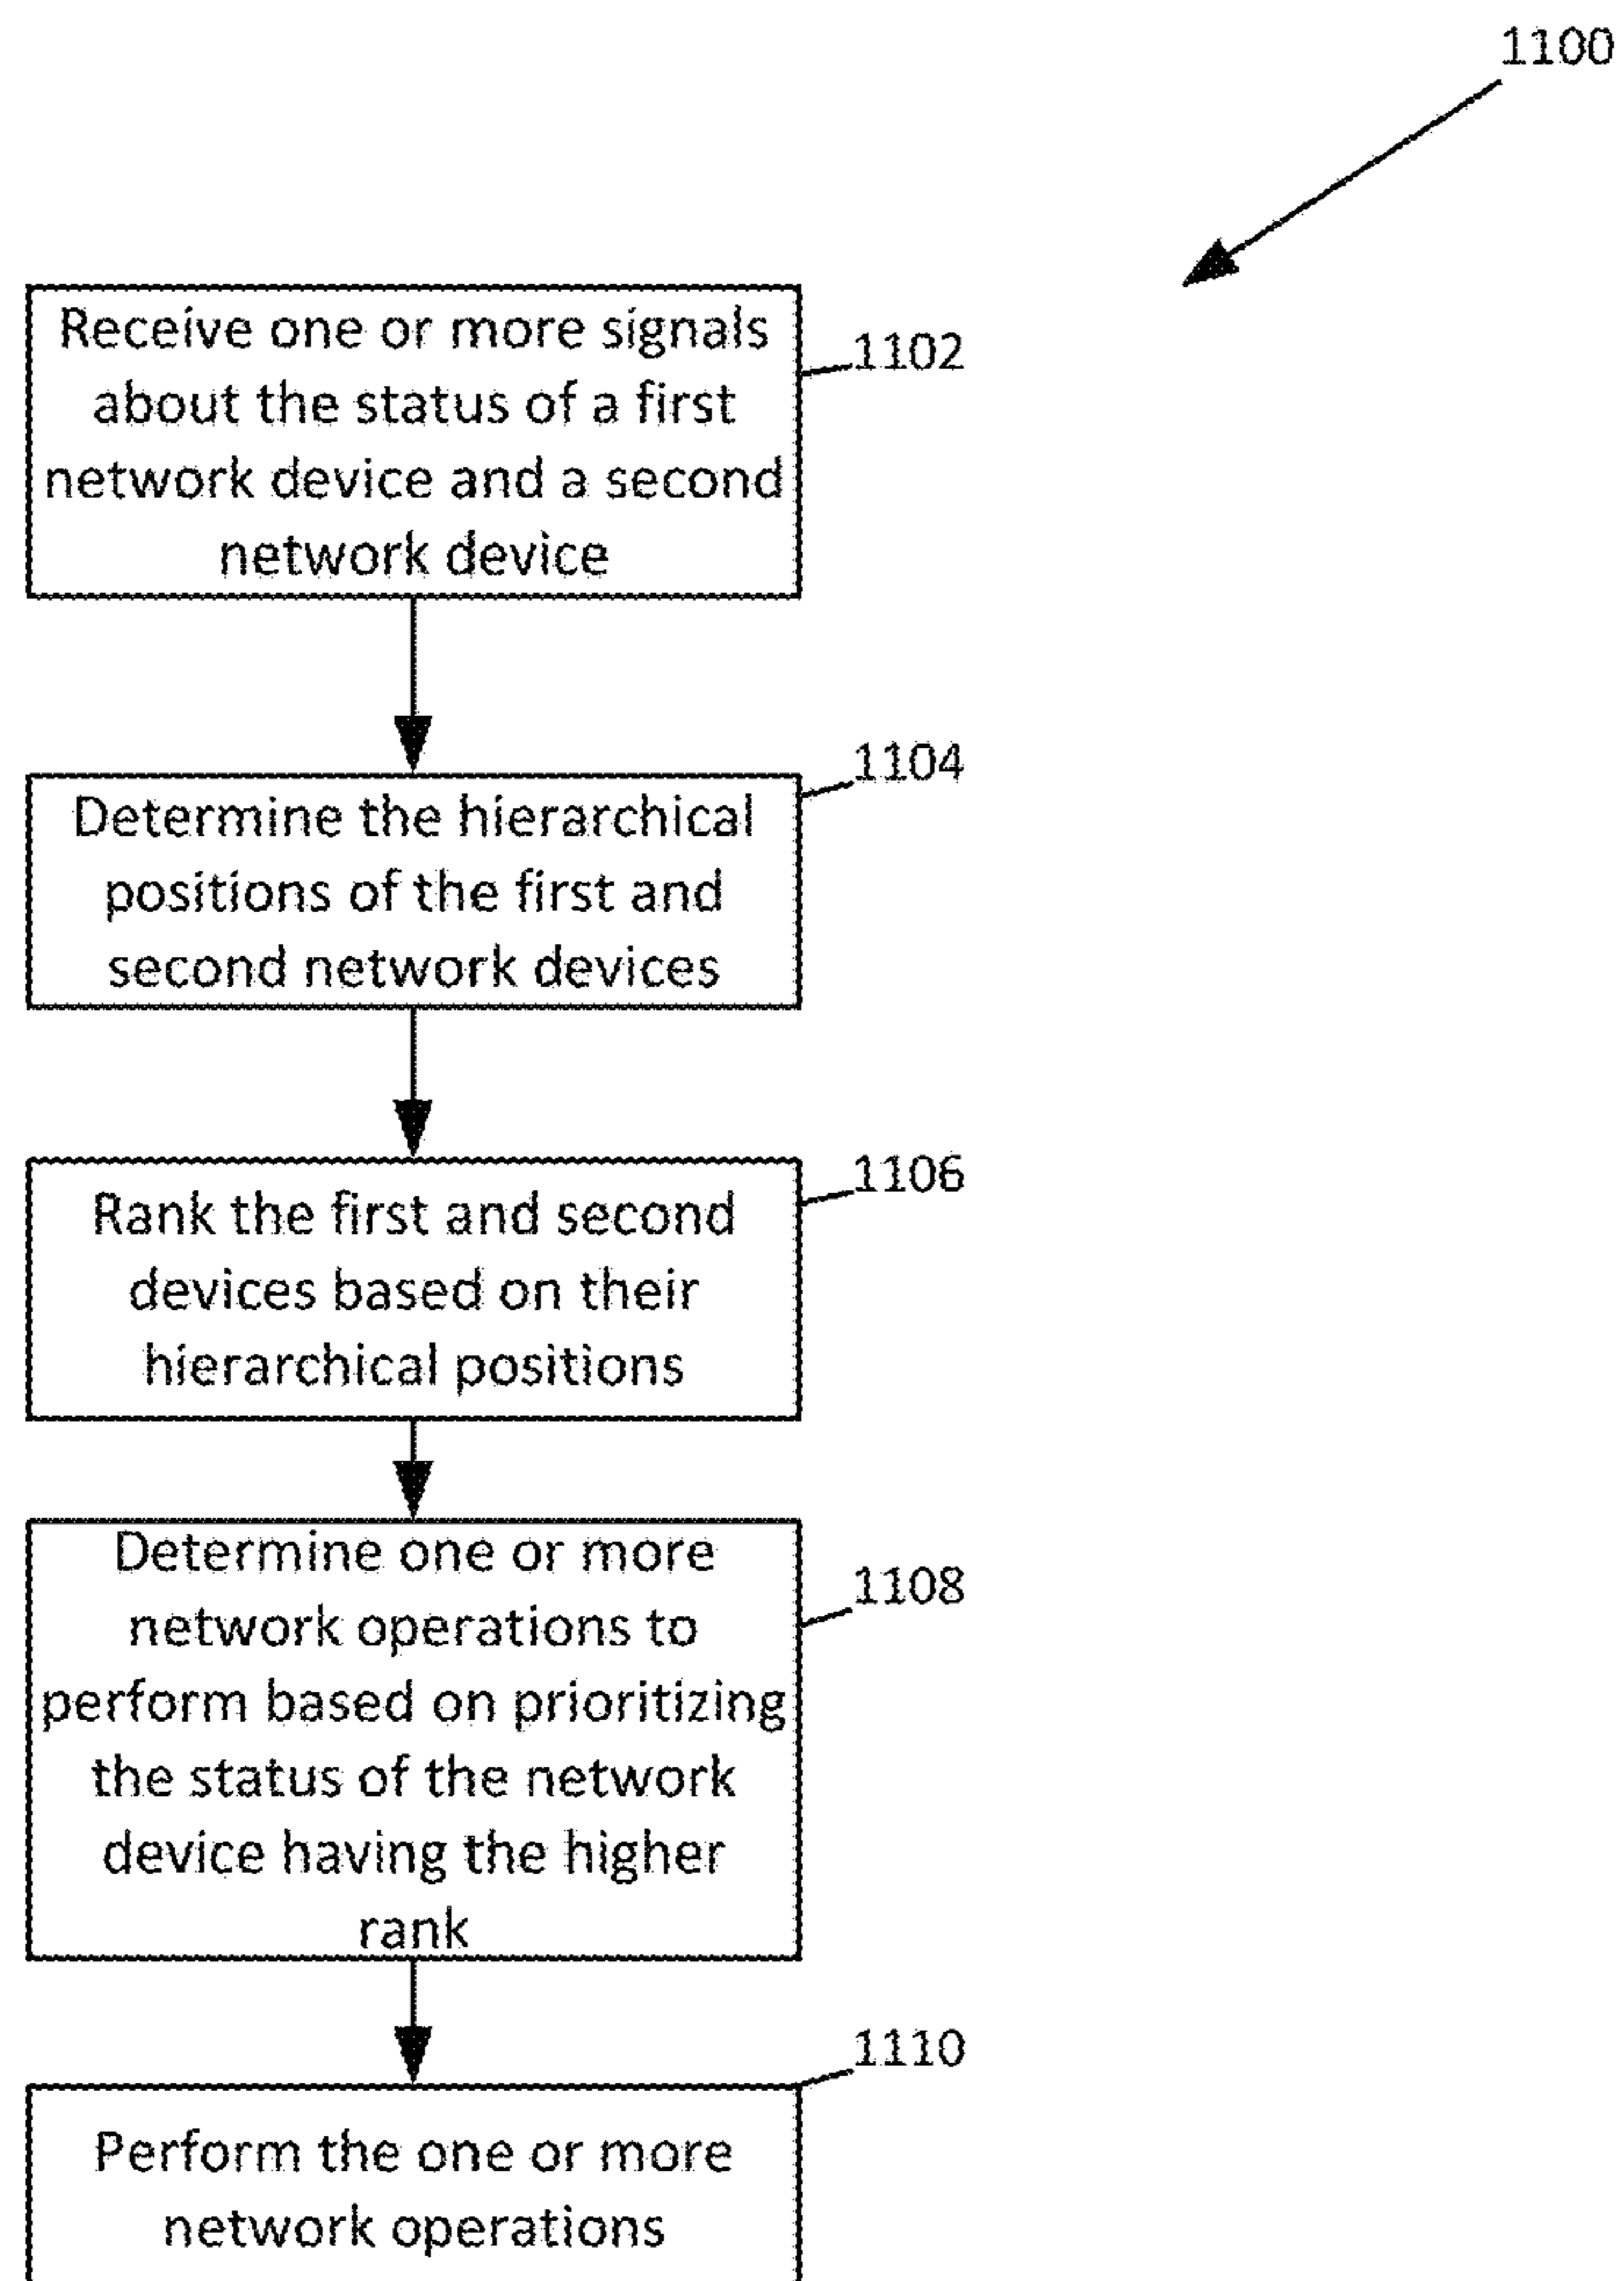 1100
Receive one or more signals
about the status of a first
network device and a second
network device
1102
Determine the hierarchical
positions of the first and
second network devices
1104
Rank the first and second
devices based on their
hierarchical positions
1106
Determine one or more
network operations to
perform based on prioritizing
the status of the network
device having the higher
rank
1108
Perform the one or more
network operations
1110